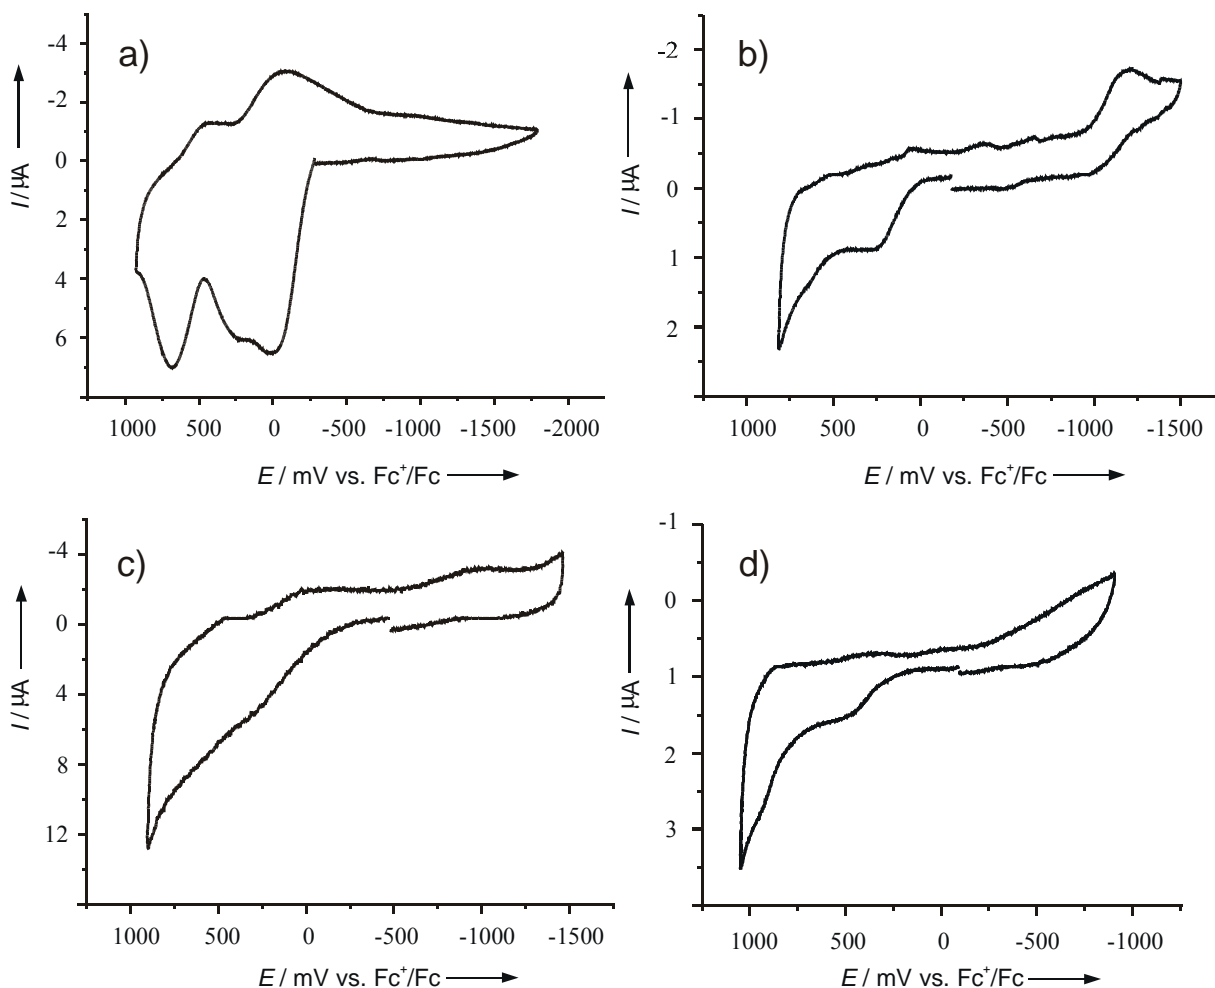 a)
-4
-2
0
2
4
6
I / µA
1000 500 0 -500 -1000 -1500 -2000
E / mV vs. Fc⁺/Fc
b)
-2
-1
0
1
2
I / µA
1000 500 0 -500 -1000 -1500
E / mV vs. Fc⁺/Fc
c)
-4
0
4
8
12
I / µA
1000 500 0 -500 -1000 -1500
E / mV vs. Fc⁺/Fc
d)
-1
0
1
2
3
I / µA
1000 500 0 -500 -1000
E / mV vs. Fc⁺/Fc